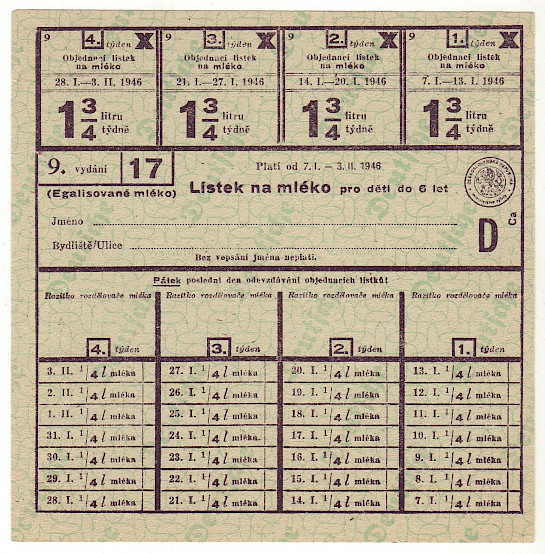 9 4. týden X 9 3. týden X 9 2. týden X 9 1. týden X
Objednací lístek Objednací lístek Objednací lístek Objednací lístek
na mléko na mléko na mléko na mléko
28. I.—3. II. 1946 21. I.—27. I. 1946 14. I.—20. I. 1946 7. I.—13. I. 1946
1 3/4 litru týdně 1 3/4 litru týdně 1 3/4 litru týdně 1 3/4 litru týdně
9. vydání 17 Platí od 7. I. – 3. II. 1946
(Egalisované mléko) Lístek na mléko pro děti do 6 let
Jméno
Bydliště/Ulice D Ca
Bez vepsání jména neplatí.
Pátek poslední den odevzdávání objednacích lístků!
Razítko rozdělovače mléka Razítko rozdělovače mléka Razítko rozdělovače mléka Razítko rozdělovače mléka
4. týden 3. týden 2. týden 1. týden
3. II. 1/4 l mléka 27. I. 1/4 l mléka 20. I. 1/4 l mléka 13. I. 1/4 l mléka
2. II. 1/4 l mléka 26. I. 1/4 l mléka 19. I. 1/4 l mléka 12. I. 1/4 l mléka
1. II. 1/4 l mléka 25. I. 1/4 l mléka 18. I. 1/4 l mléka 11. I. 1/4 l mléka
31. I. 1/4 l mléka 24. I. 1/4 l mléka 17. I. 1/4 l mléka 10. I. 1/4 l mléka
30. I. 1/4 l mléka 23. I. 1/4 l mléka 16. I. 1/4 l mléka 9. I. 1/4 l mléka
29. I. 1/4 l mléka 22. I. 1/4 l mléka 15. I. 1/4 l mléka 8. I. 1/4 l mléka
28. I. 1/4 l mléka 21. I. 1/4 l mléka 14. I. 1/4 l mléka 7. I. 1/4 l mléka